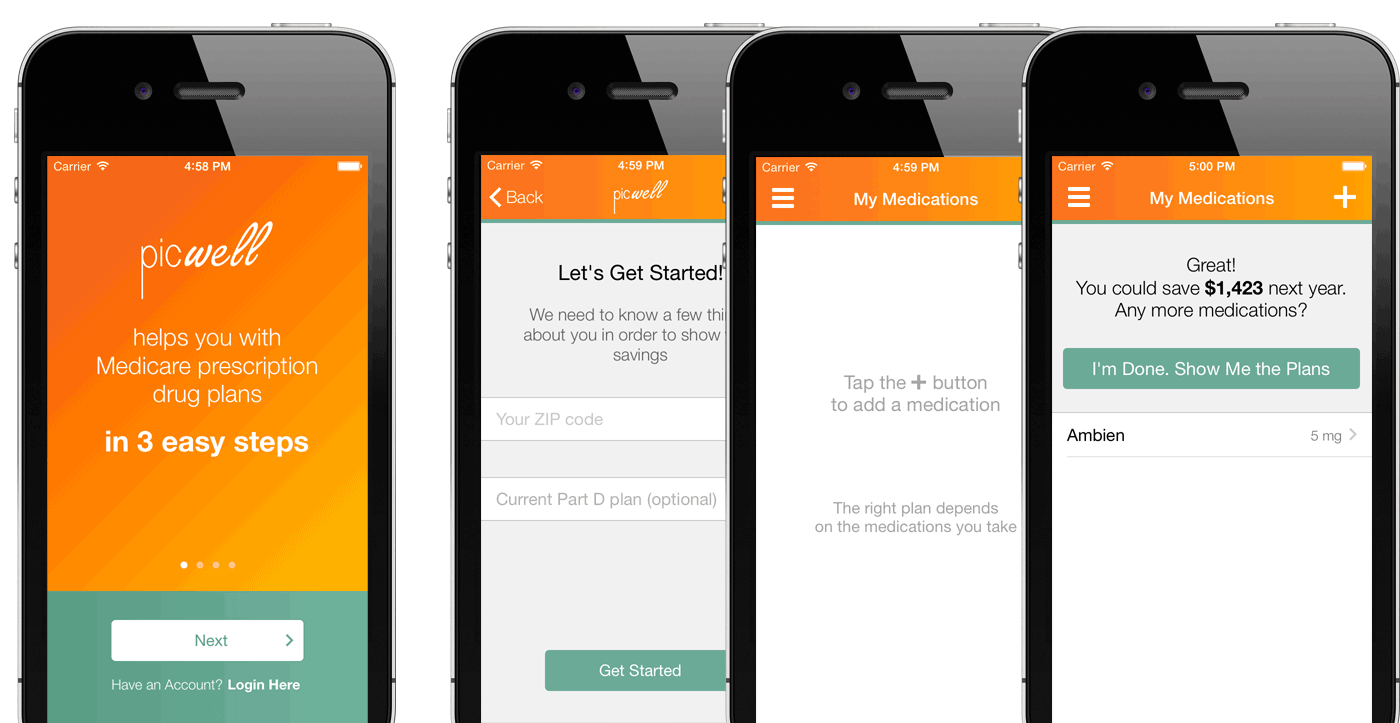 Carrier 4:58 PM
picwell
helps you with
Medicare prescription
drug plans
in 3 easy steps
Next
Have an Account? Login Here
Carrier 4:59 PM
Back picwell
Let's Get Started!
We need to know a few thi
about you in order to show
savings
Your ZIP code
Current Part D plan (optional)
Get Started
Carrier 4:59 PM
My Medications
Tap the + button
to add a medication
The right plan depends
on the medications you take
Carrier 5:00 PM
My Medications
Great!
You could save $1,423 next year.
Any more medications?
I'm Done. Show Me the Plans
Ambien 5 mg